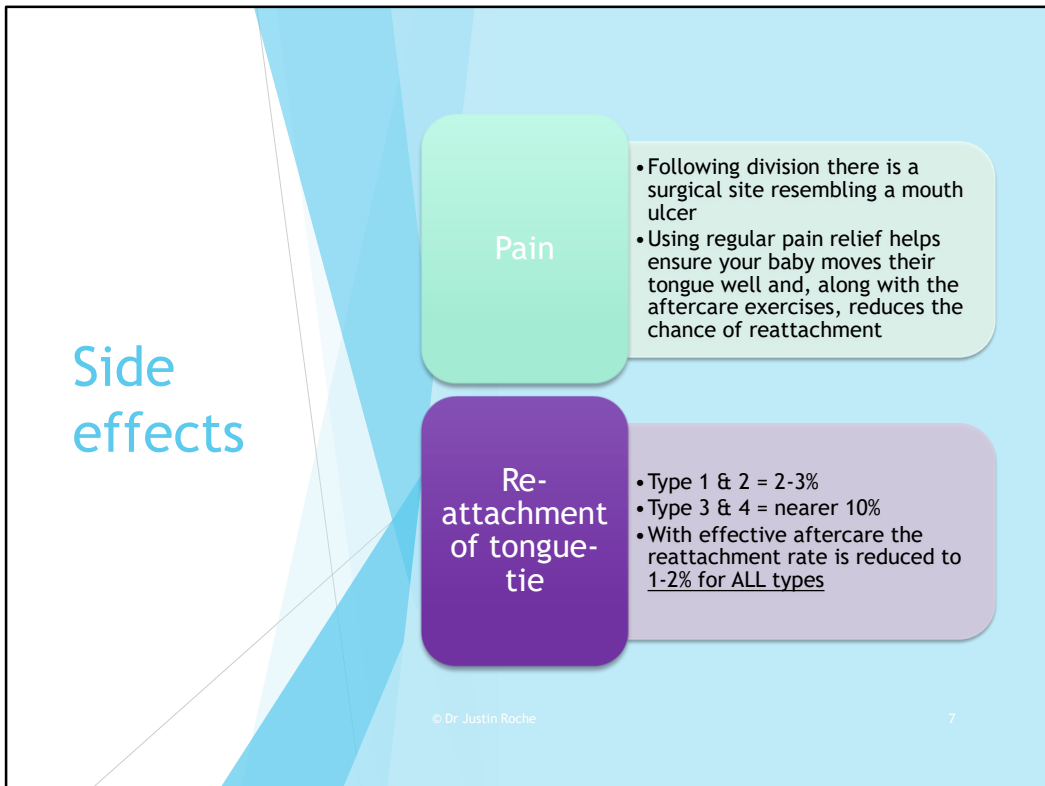 Side
effects
Pain
•Following division there is a
surgical site resembling a mouth
ulcer
•Using regular pain relief helps
ensure your baby moves their
tongue well and, along with the
aftercare exercises, reduces the
chance of reattachment
Re-
attachment
of tongue-
tie
•Type 1 & 2 = 2-3%
•Type 3 & 4 = nearer 10%
•With effective aftercare the
reattachment rate is reduced to
1-2% for ALL types
© Dr Justin Roche
7